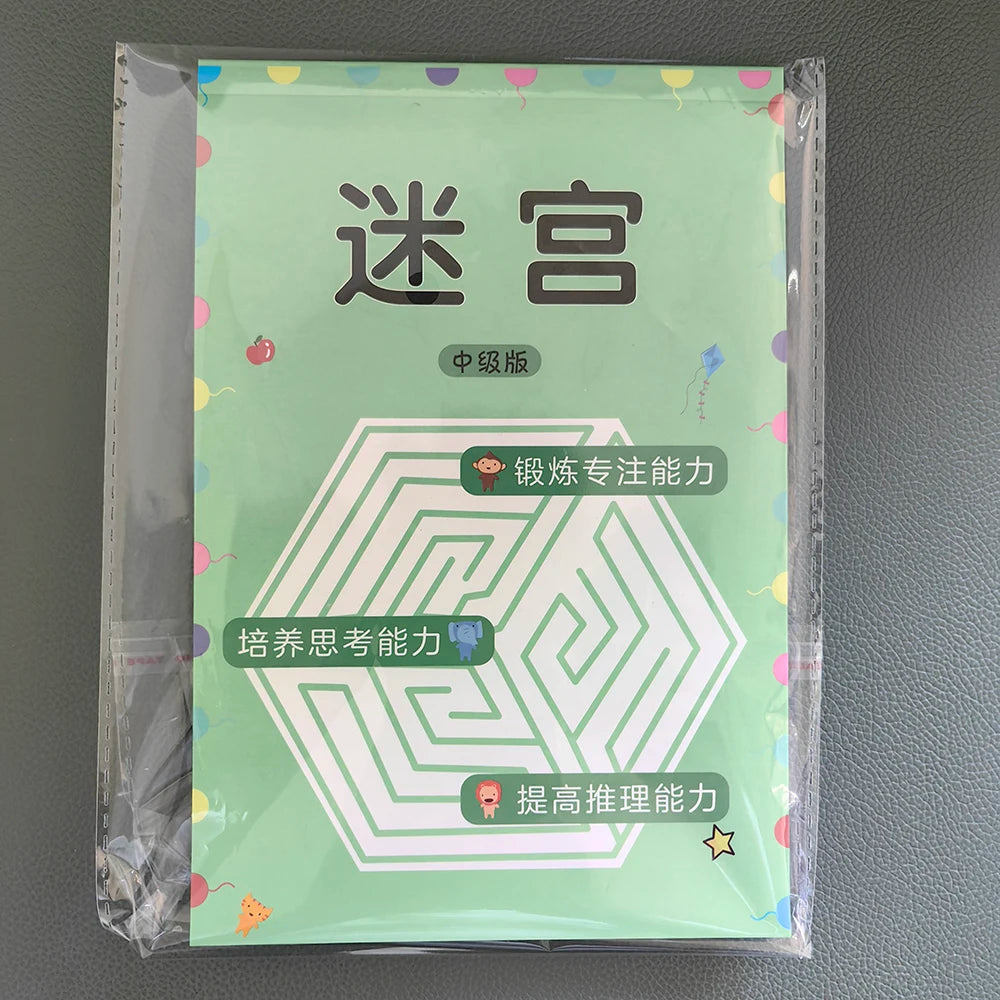 迷宫
中级版
锻炼专注能力
培养思考能力
提高推理能力